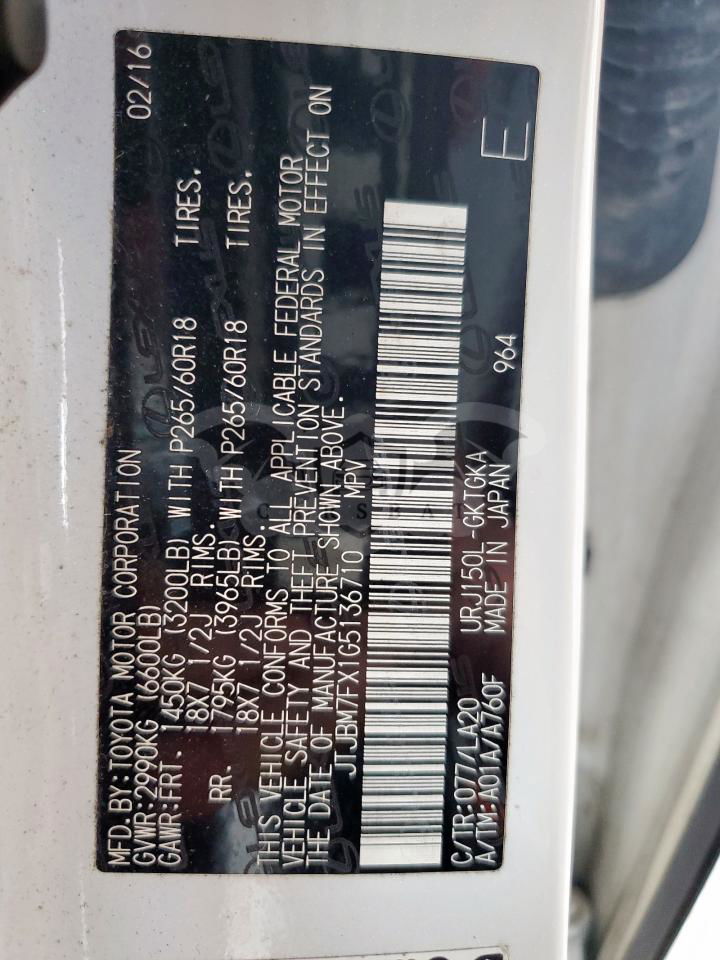 MFD.BY:TOYOTA MOTOR CORPORATION 02/16
GVWR:2990KG (6600LB)
GAWR:FRT. 1450KG (3200LB) WITH P265/60R18 TIRES,
18X7 1/2J RIMS.
RR. 1795KG (3965LB) WITH P265/60R18 TIRES,
18X7 1/2J RIMS.
THIS VEHICLE CONFORMS TO ALL APPLICABLE FEDERAL MOTOR
VEHICLE SAFETY AND THEFT PREVENTION STANDARDS IN EFFECT ON
THE DATE OF MANUFACTURE SHOWN ABOVE.
JTJBM7FX1G5136710 MPV
E
C/TR:077/LA20 URJ150L-GKTGKA 964
A/TM:A01A/A760F MADE IN JAPAN